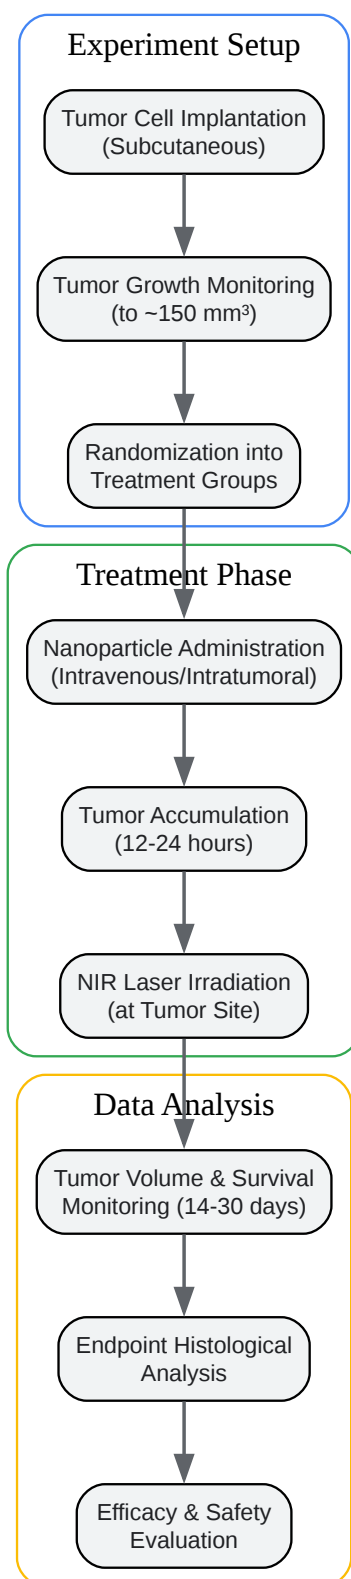 Experiment Setup
Tumor Cell Implantation
(Subcutaneous)
Tumor Growth Monitoring
(to ~150 mm³)
Randomization into
Treatment Groups
Treatment Phase
Nanoparticle Administration
(Intravenous/Intratumoral)
Tumor Accumulation
(12-24 hours)
NIR Laser Irradiation
(at Tumor Site)
Data Analysis
Tumor Volume & Survival
Monitoring (14-30 days)
Endpoint Histological
Analysis
Efficacy & Safety
Evaluation